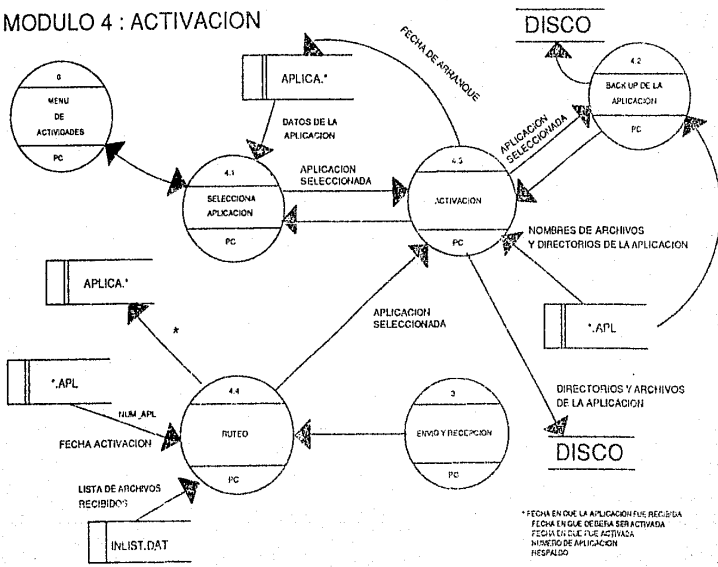 MODULO 4 : ACTIVACION
DISCO
0
MENU
DE
ACTIVIDADES
PC
APLICA.*
FECHA DE ARRANQUE
4.2
BACK UP DE LA
APLICACION
PC
DATOS DE LA
APLICACION
4.1
SELECCIONA
APLICACION
PC
APLICACION
SELECCIONADA
4.3
ACTIVACION
PC
APLICACION
SELECCIONADA
NOMBRES DE ARCHIVOS
Y DIRECTORIOS DE LA APLICACION
APLICA.*
*
APLICACION
SELECCIONADA
*.APL
*.APL
NUM_APL
FECHA ACTIVACION
4.4
RUTEO
PC
3
ENVIO Y RECEPCION
PC
DIRECTORIOS Y ARCHIVOS
DE LA APLICACION
DISCO
LISTA DE ARCHIVOS
RECIBIDOS
INLIST.DAT
* FECHA EN QUE LA APLICACION FUE RECIBIDA
FECHA EN QUE DEBERA SER ACTIVADA
FECHA EN QUE FUE ACTIVADA
NUMERO DE APLICACION
RESPALDO